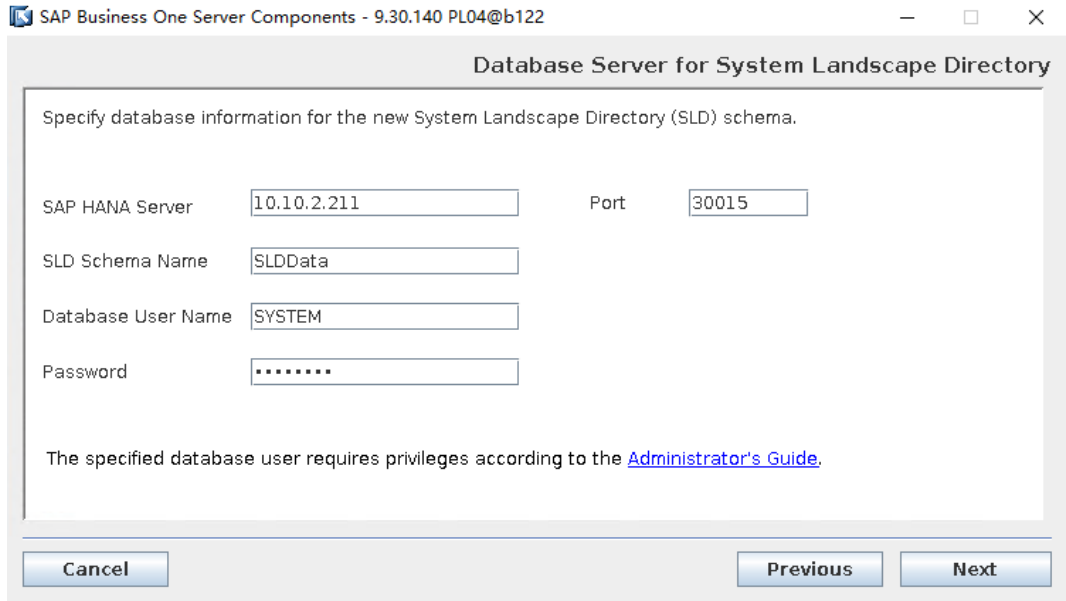 SAP Business One Server Components - 9.30.140 PL04@b122
Database Server for System Landscape Directory
Specify database information for the new System Landscape Directory (SLD) schema.
SAP HANA Server 10.10.2.211 Port 30015
SLD Schema Name SLDData
Database User Name SYSTEM
Password ••••••••
The specified database user requires privileges according to the Administrator's Guide.
Cancel Previous Next